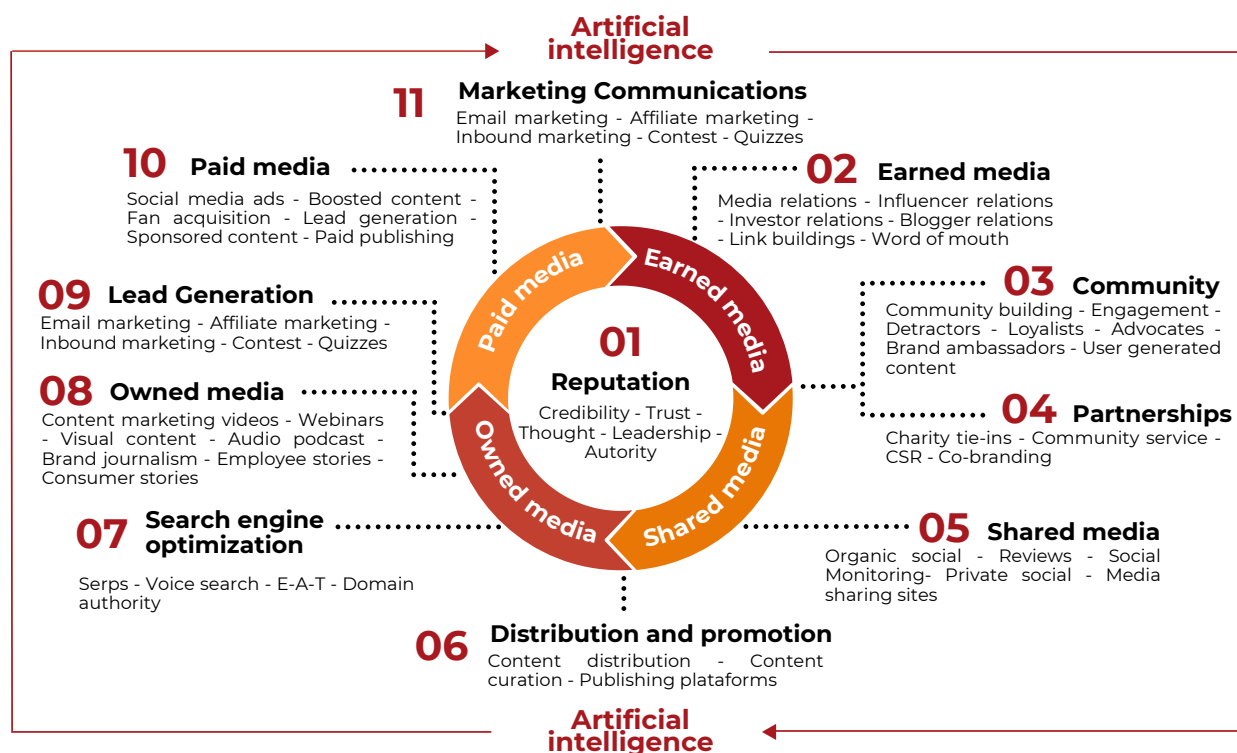 Artificial
intelligence
11
Marketing Communications
Email marketing - Affiliate marketing -
Inbound marketing - Contest - Quizzes
10
Paid media
Social media ads - Boosted content -
Fan acquisition - Lead generation -
Sponsored content - Paid publishing
02
Earned media
Media relations - Influencer relations
- Investor relations - Blogger relations
- Link buildings - Word of mouth
09
Lead Generation
Email marketing - Affiliate marketing -
Inbound marketing - Contest - Quizzes
03
Community
Community building - Engagement -
Detractors - Loyalists - Advocates -
Brand ambassadors - User generated
content
Paid media
Earned media
Shared media
Owned media
01
Reputation
Credibility - Trust -
Thought - Leadership -
Autority
08
Owned media
Content marketing videos - Webinars
- Visual content - Audio podcast -
Brand journalism - Employee stories -
Consumer stories
04
Partnerships
Charity tie-ins - Community service -
CSR - Co-branding
07
Search engine
optimization
Serps - Voice search - E-A-T - Domain
authority
05
Shared media
Organic social - Reviews - Social
Monitoring- Private social - Media
sharing sites
06
Distribution and promotion
Content distribution - Content
curation - Publishing plataforms
Artificial
intelligence